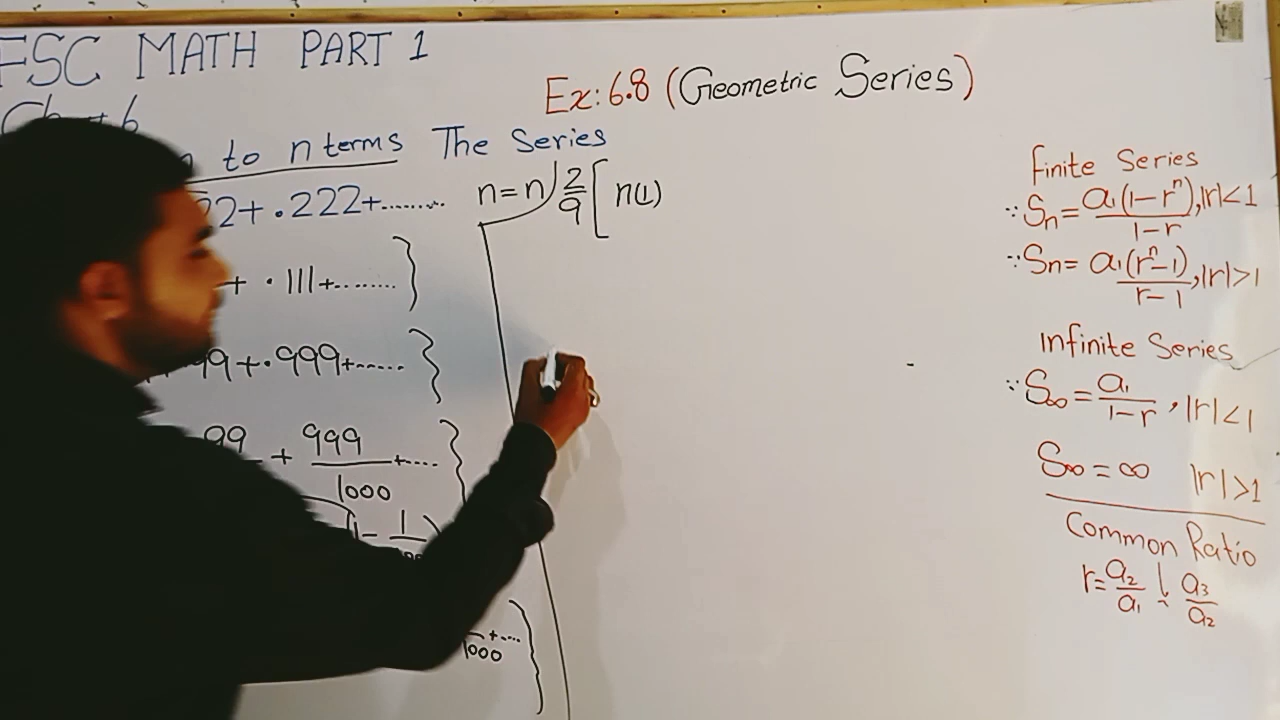 FSC MATH PART 1
Ex: 6.8 (Geometric Series)
to n terms The Series
22+.222+........
+ .111+........ }
99+.999+...... }
99 + 999/1000 +.... }
1000 +.... }
n=n) 2/9 [ n(1)
Finite Series
∵ Sn = a₁(1-rⁿ)/1-r , |r|<1
∵ Sn = a₁(rⁿ-1)/r-1 , |r|>1
Infinite Series
∵ S∞ = a₁/1-r , |r|<1
S∞ = ∞ |r|>1
Common Ratio
r= a₂/a₁ ; a₃/a₂